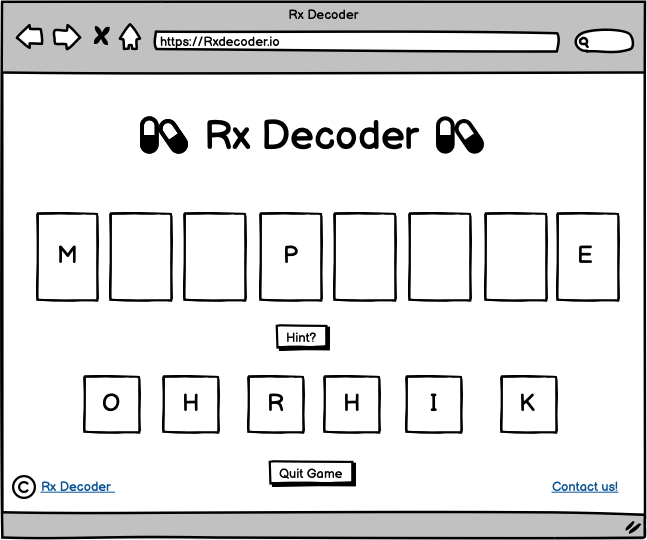 Rx Decoder
https://Rxdecoder.io
Rx Decoder
M P E
Hint?
O H R H I K
Quit Game
© Rx Decoder
Contact us!